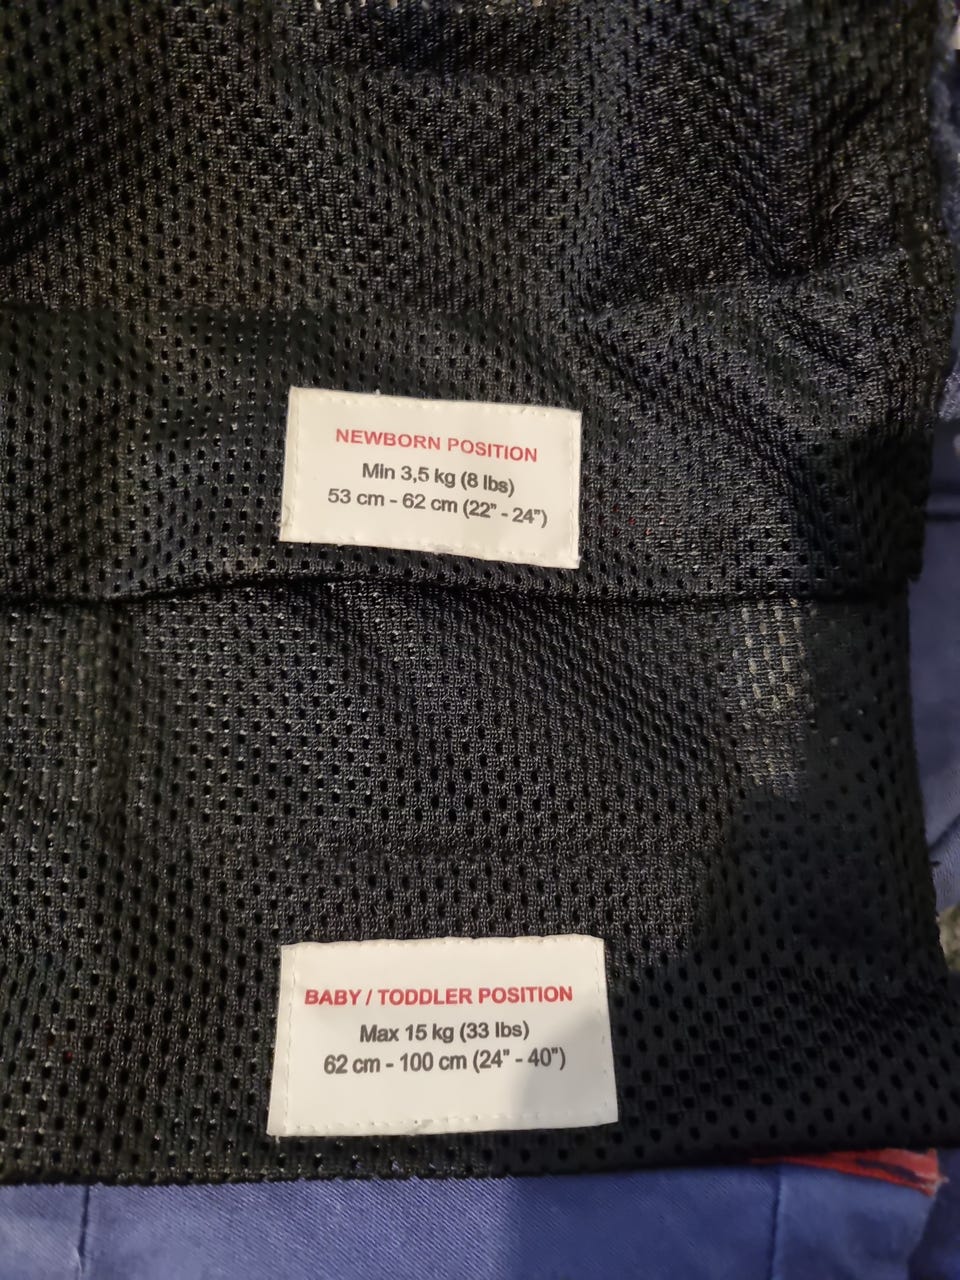 NEWBORN POSITION
Min 3,5 kg (8 lbs)
53 cm - 62 cm (22" - 24")
BABY / TODDLER POSITION
Max 15 kg (33 lbs)
62 cm - 100 cm (24" - 40")